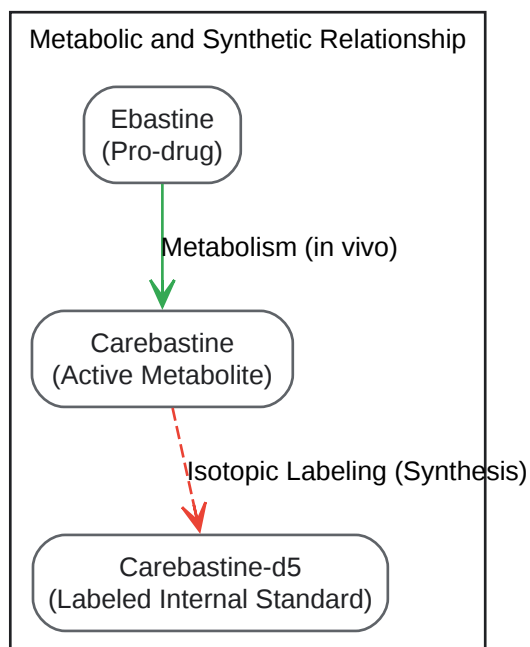 Metabolic and Synthetic Relationship
Ebastine
(Pro-drug)
Metabolism (in vivo)
Carebastine
(Active Metabolite)
Isotopic Labeling (Synthesis)
Carebastine-d5
(Labeled Internal Standard)